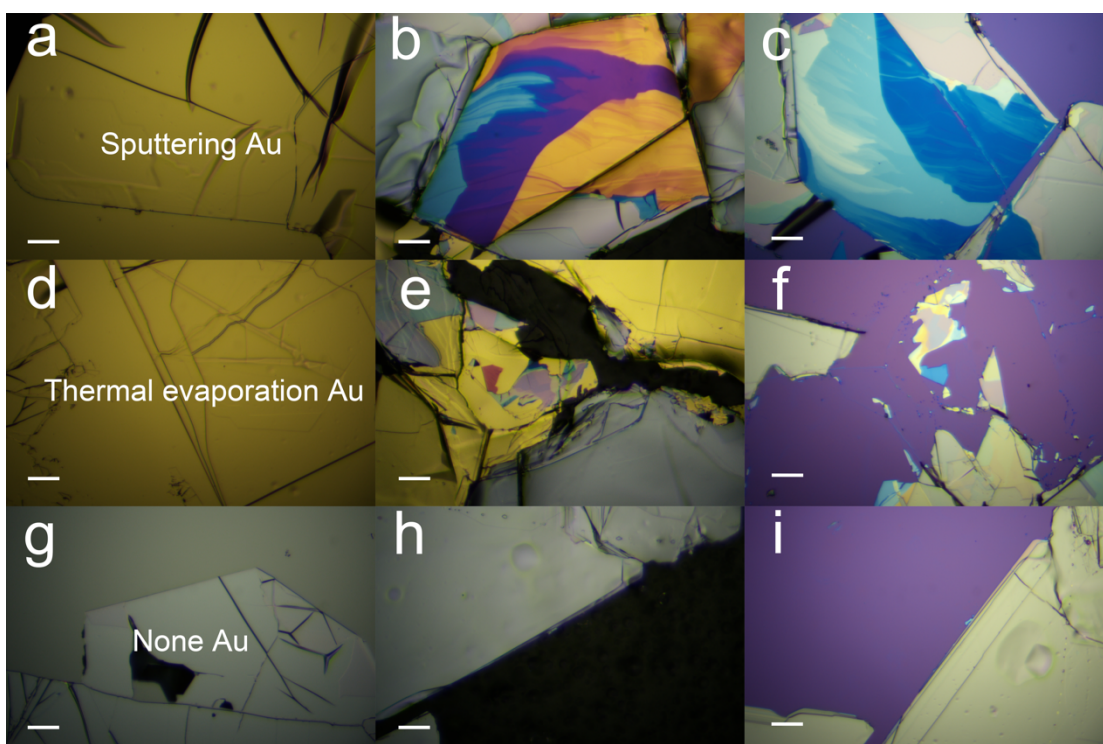 a
b
c
Sputtering Au
d
e
f
Thermal evaporation Au
g
h
i
None Au